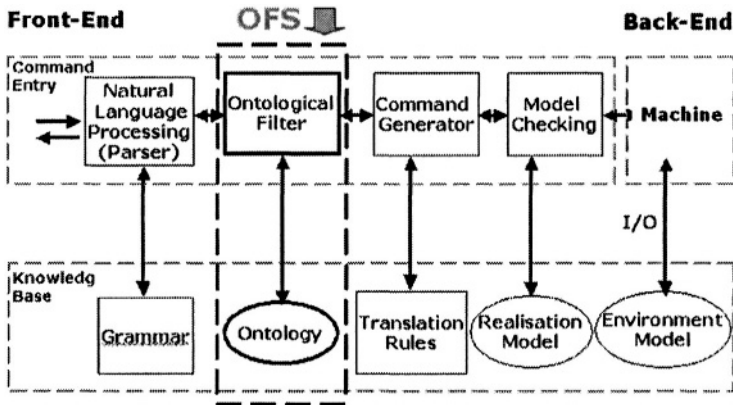 Front-End
OFS
Back-End
Command
Entry
Natural
Language
Processing
(Parser)
Ontological
Filter
Command
Generator
Model
Checking
Machine
I/O
Knowledg
Base
Grammar
Ontology
Translation
Rules
Realisation
Model
Environment
Model